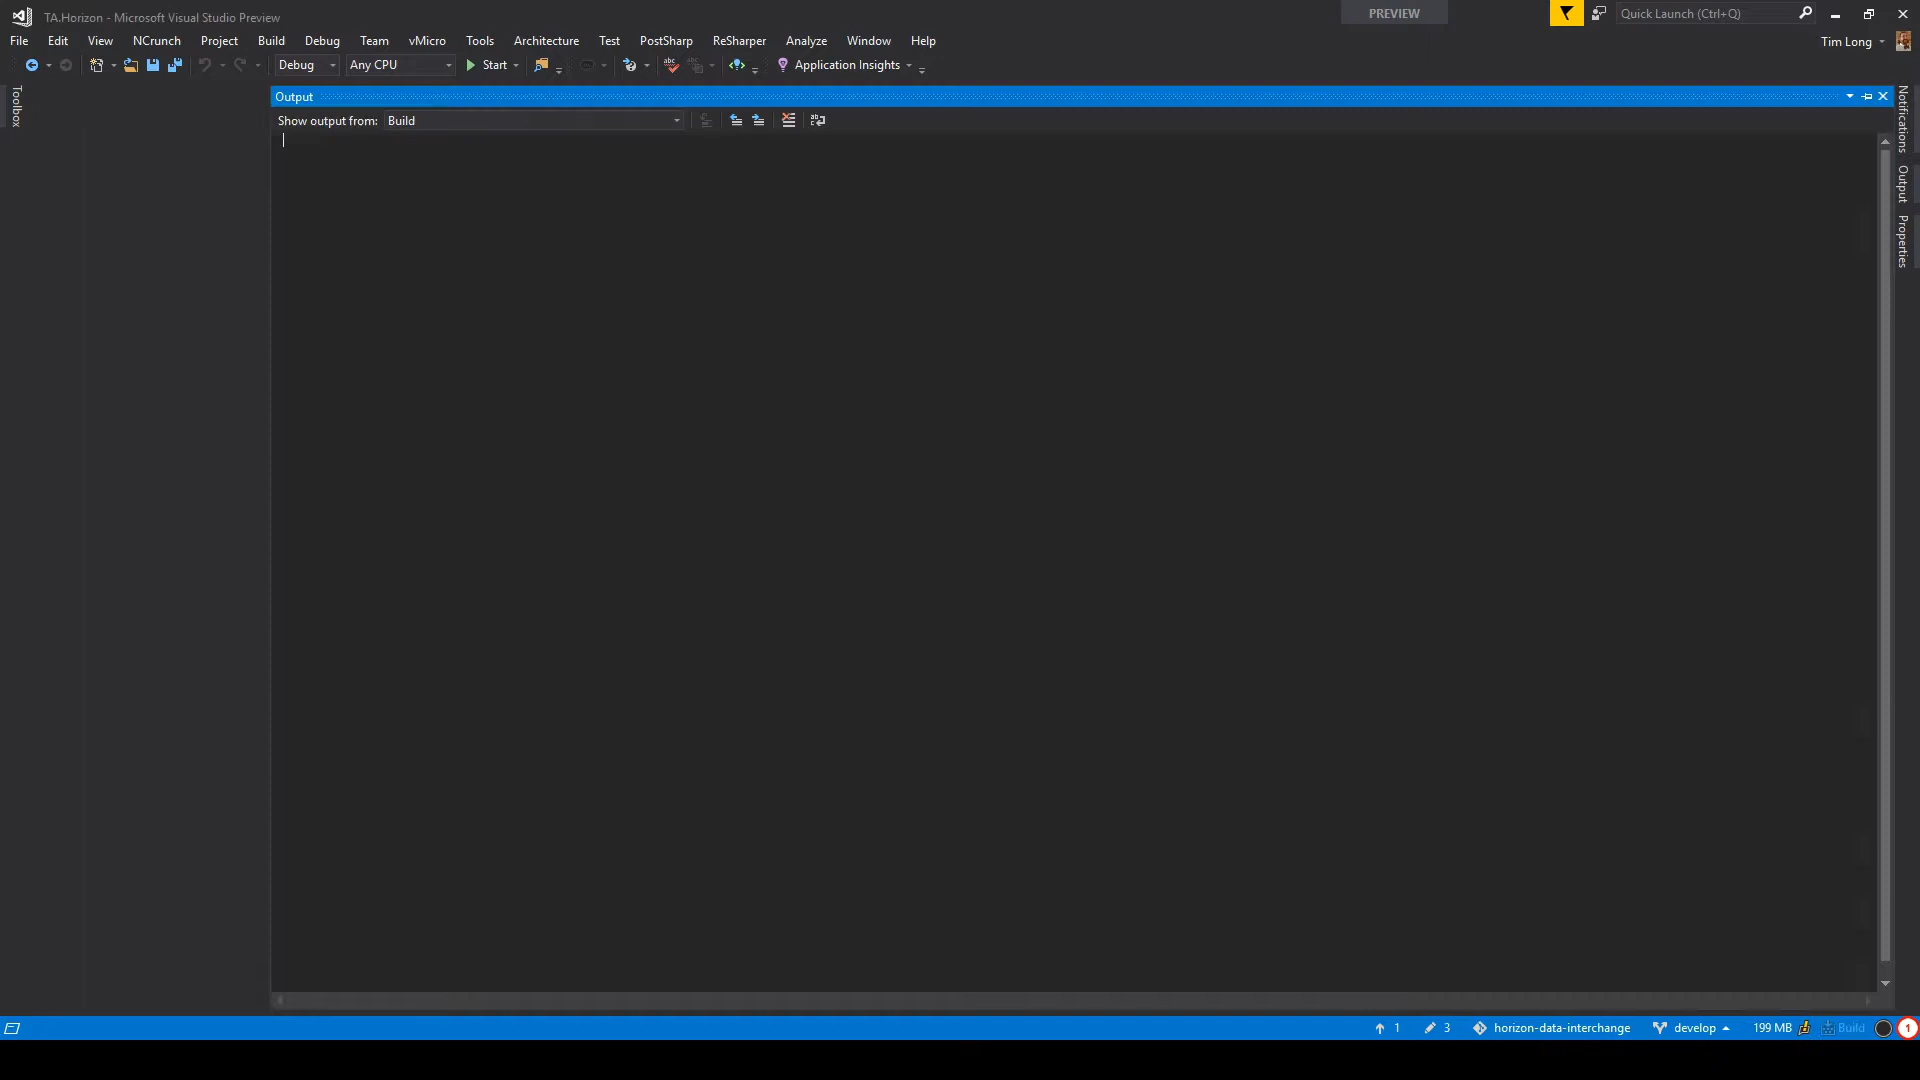 TA.Horizon - Microsoft Visual Studio Preview
PREVIEW
Quick Launch (Ctrl+Q)
File Edit View NCrunch Project Build Debug Team vMicro Tools Architecture Test PostSharp ReSharper Analyze Window Help
Tim Long
Debug Any CPU Start abc Application Insights
Toolbox
Output
Show output from: Build
Notifications
Output
Properties
1 3 horizon-data-interchange develop 199 MB Build 1